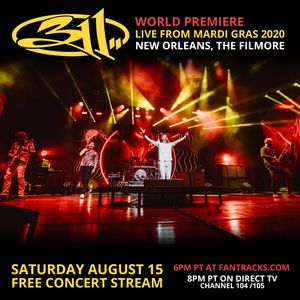 311
WORLD PREMIERE
LIVE FROM MARDI GRAS 2020
NEW ORLEANS, THE FILMORE
SATURDAY AUGUST 15
FREE CONCERT STREAM
6PM PT AT FANTRACKS.COM
8PM PT ON DIRECT TV
CHANNEL 104 /105